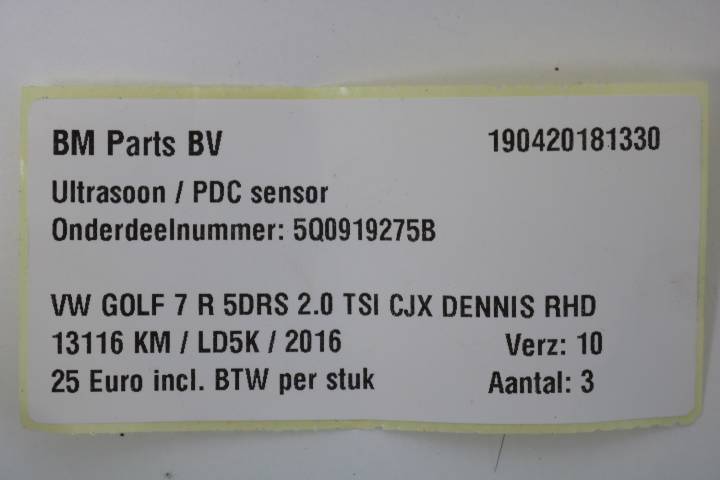 BM Parts BV 190420181330
Ultrasoon / PDC sensor
Onderdeelnummer: 5Q0919275B
VW GOLF 7 R 5DRS 2.0 TSI CJX DENNIS RHD
13116 KM / LD5K / 2016 Verz: 10
25 Euro incl. BTW per stuk Aantal: 3